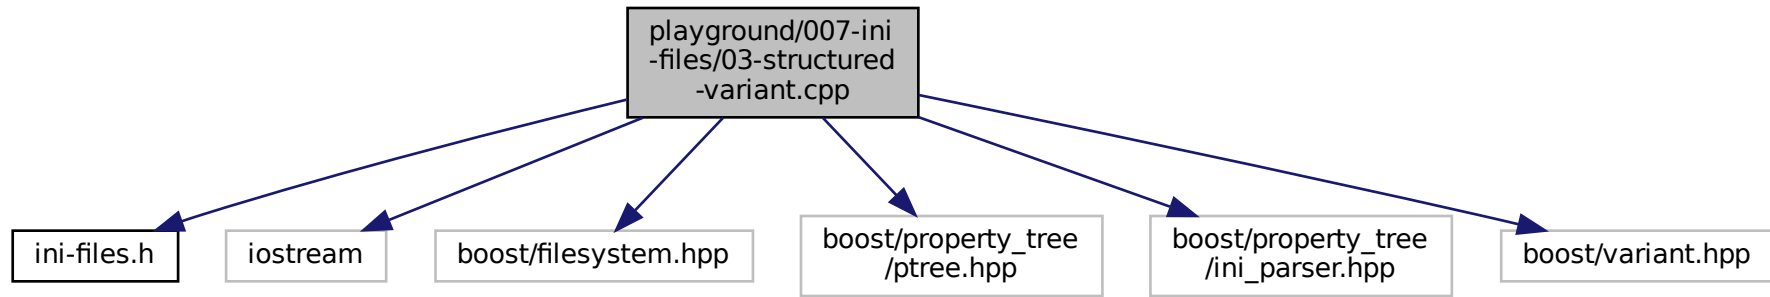 playground/007-ini
-files/03-structured
-variant.cpp
ini-files.h
iostream
boost/filesystem.hpp
boost/property_tree
/ptree.hpp
boost/property_tree
/ini_parser.hpp
boost/variant.hpp